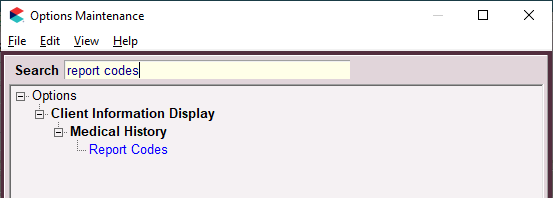 Options Maintenance
File Edit View Help
Search report codes
Options
Client Information Display
Medical History
Report Codes